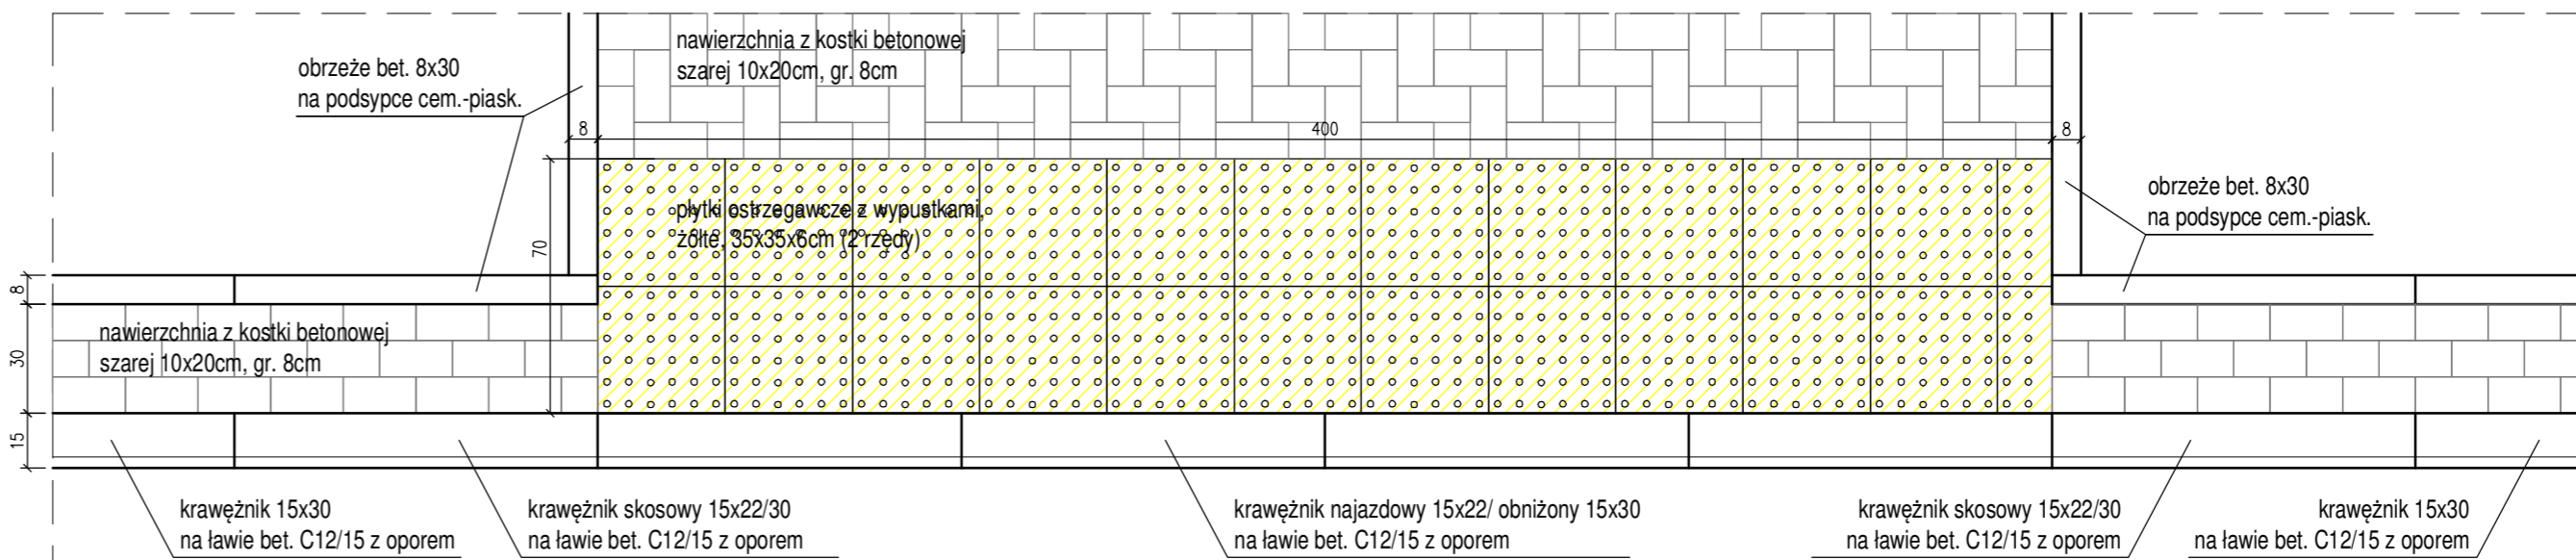 nawierzchnia z kostki betonowej
szarej 10x20cm, gr. 8cm
obrzeże bet. 8x30
na podsypce cem.-piask.
8
400
8
obrzeże bet. 8x30
na podsypce cem.-piask.
płytki ostrzegawcze z wypustkami,
żółte, 35x35x6cm (2 rzędy)
70
8
nawierzchnia z kostki betonowej
szarej 10x20cm, gr. 8cm
30
15
krawężnik 15x30
na ławie bet. C12/15 z oporem
krawężnik skosowy 15x22/30
na ławie bet. C12/15 z oporem
krawężnik najazdowy 15x22/ obniżony 15x30
na ławie bet. C12/15 z oporem
krawężnik skosowy 15x22/30
na ławie bet. C12/15 z oporem
krawężnik 15x30
na ławie bet. C12/15 z oporem